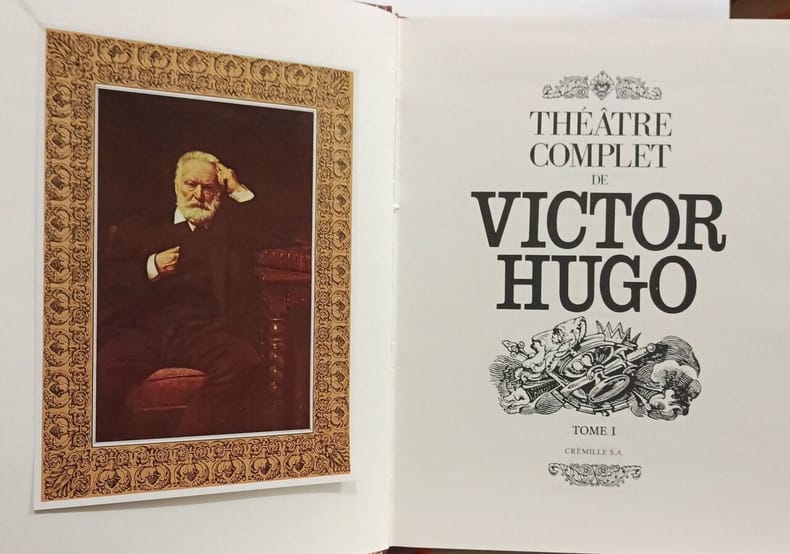 THÉÂTRE
COMPLET
DE
VICTOR
HUGO
TOME I
CRÉMILLE S.A.